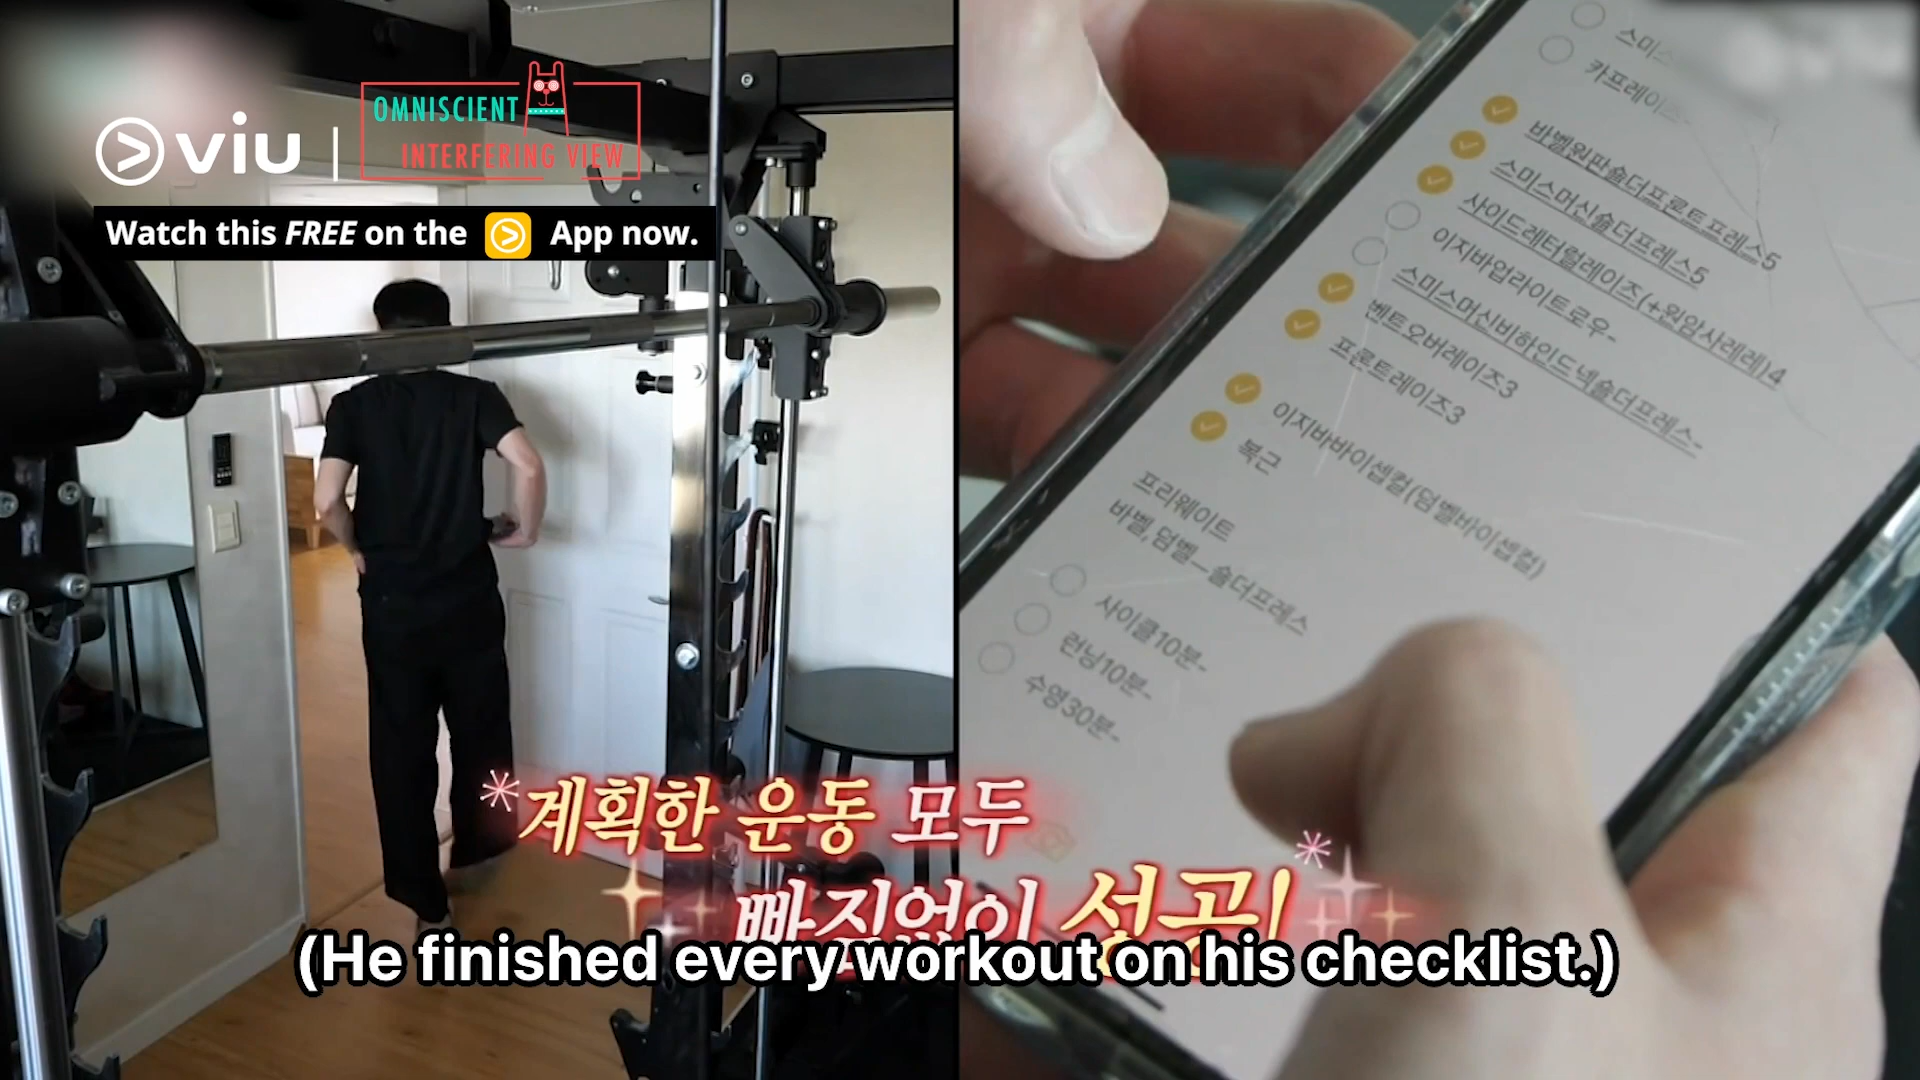 viu
OMNISCIENT
INTERFERING VIEW
Watch this FREE on the App now.
스미스
카프레이즈
바벨원판숄더프론트프레스5
스미스머신숄더프레스5
사이드레터럴레이즈(+원암사레레)4
이지바업라이트로우-
스미스머신비하인드넥숄더프레스-
벤트오버레이즈3
프론트레이즈3
이지바바이셉컬(덤벨바이셉컬)
복근
프리웨이트
바벨,덤벨—숄더프레스
사이클10분-
런닝10분-
수영30분-
*계획한 운동 모두
빠짐없이 성공!*
(He finished every workout on his checklist.)